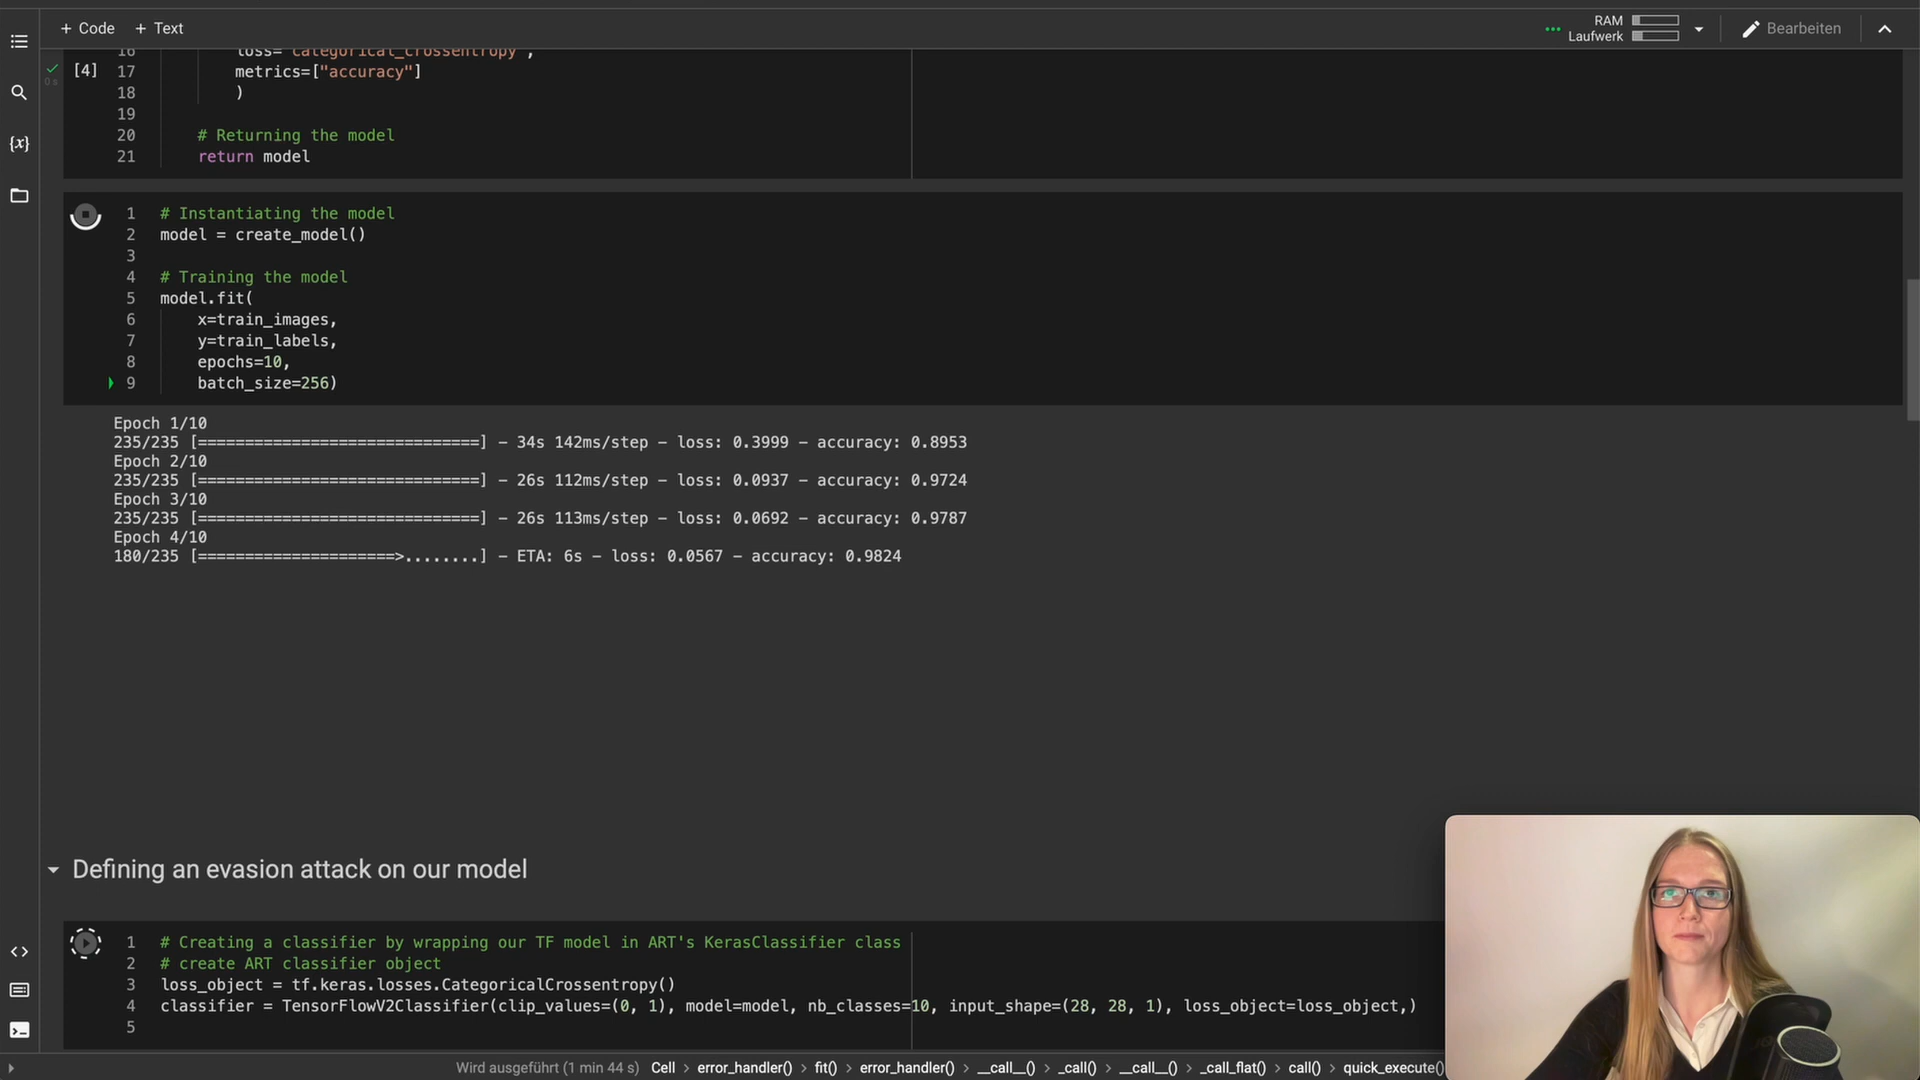 + Code + Text
RAM
Laufwerk
Bearbeiten
16 loss="categorical_crossentropy",
[4] 17 metrics=["accuracy"]
0 s
18 )
19
20 # Returning the model
21 return model
{x}
1 # Instantiating the model
2 model = create_model()
3
4 # Training the model
5 model.fit(
6 x=train_images,
7 y=train_labels,
8 epochs=10,
9 batch_size=256)
Epoch 1/10
235/235 [==============================] - 34s 142ms/step - loss: 0.3999 - accuracy: 0.8953
Epoch 2/10
235/235 [==============================] - 26s 112ms/step - loss: 0.0937 - accuracy: 0.9724
Epoch 3/10
235/235 [==============================] - 26s 113ms/step - loss: 0.0692 - accuracy: 0.9787
Epoch 4/10
180/235 [=====================>........] - ETA: 6s - loss: 0.0567 - accuracy: 0.9824
Defining an evasion attack on our model
1 # Creating a classifier by wrapping our TF model in ART's KerasClassifier class
2 # create ART classifier object
3 loss_object = tf.keras.losses.CategoricalCrossentropy()
4 classifier = TensorFlowV2Classifier(clip_values=(0, 1), model=model, nb_classes=10, input_shape=(28, 28, 1), loss_object=loss_object,)
5
Wird ausgeführt (1 min 44 s) Cell > error_handler() > fit() > error_handler() > __call__() > _call() > __call__() > _call_flat() > call() > quick_execute()